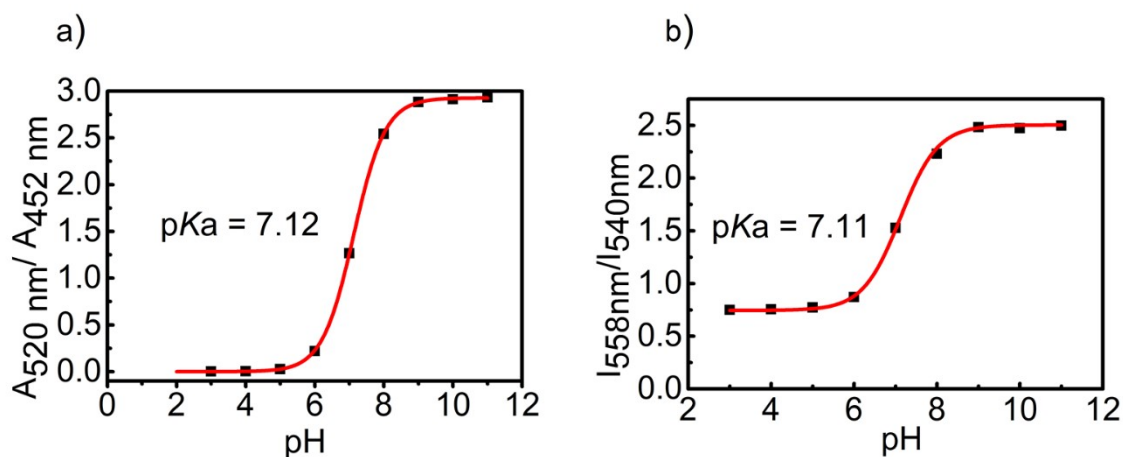 a)
A520 nm/ A452 nm
3.0
2.5
2.0
1.5
1.0
0.5
0.0
pKa = 7.12
0 2 4 6 8 10 12
pH
b)
I558nm/I540nm
2.5
2.0
1.5
1.0
0.5
0.0
pKa = 7.11
2 4 6 8 10 12
pH